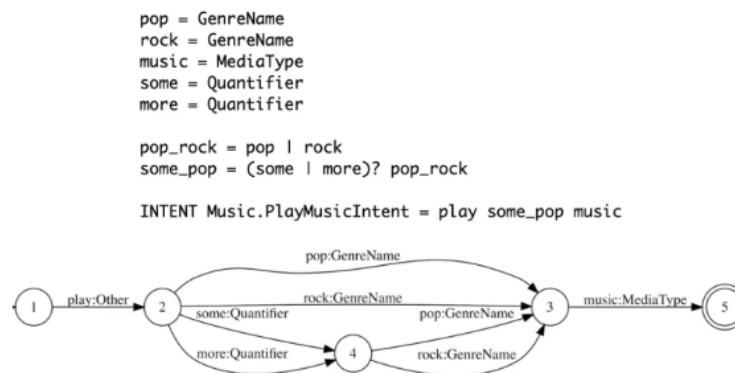 pop = GenreName
rock = GenreName
music = MediaType
some = Quantifier
more = Quantifier
pop_rock = pop | rock
some_pop = (some | more)? pop_rock
INTENT Music.PlayMusicIntent = play some_pop music
pop:GenreName
1 play:Other 2 rock:GenreName 3 music:MediaType 5
some:Quantifier pop:GenreName
4
more:Quantifier rock:GenreName